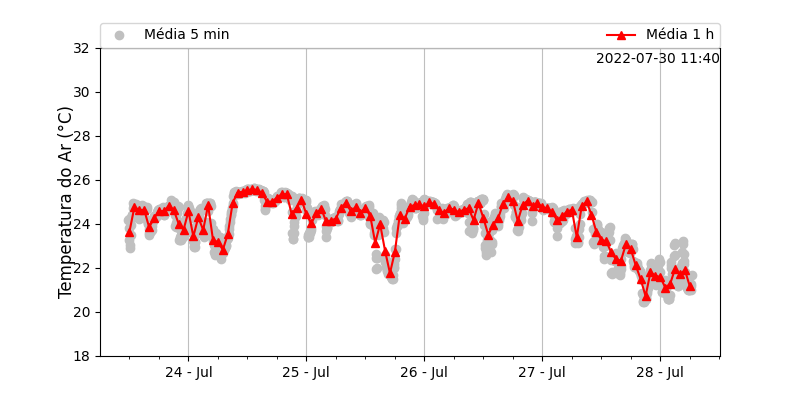 Média 5 min
Média 1 h
2022-07-30 11:40
Temperatura do Ar (°C)
32
30
28
26
24
22
20
18
24 - Jul
25 - Jul
26 - Jul
27 - Jul
28 - Jul